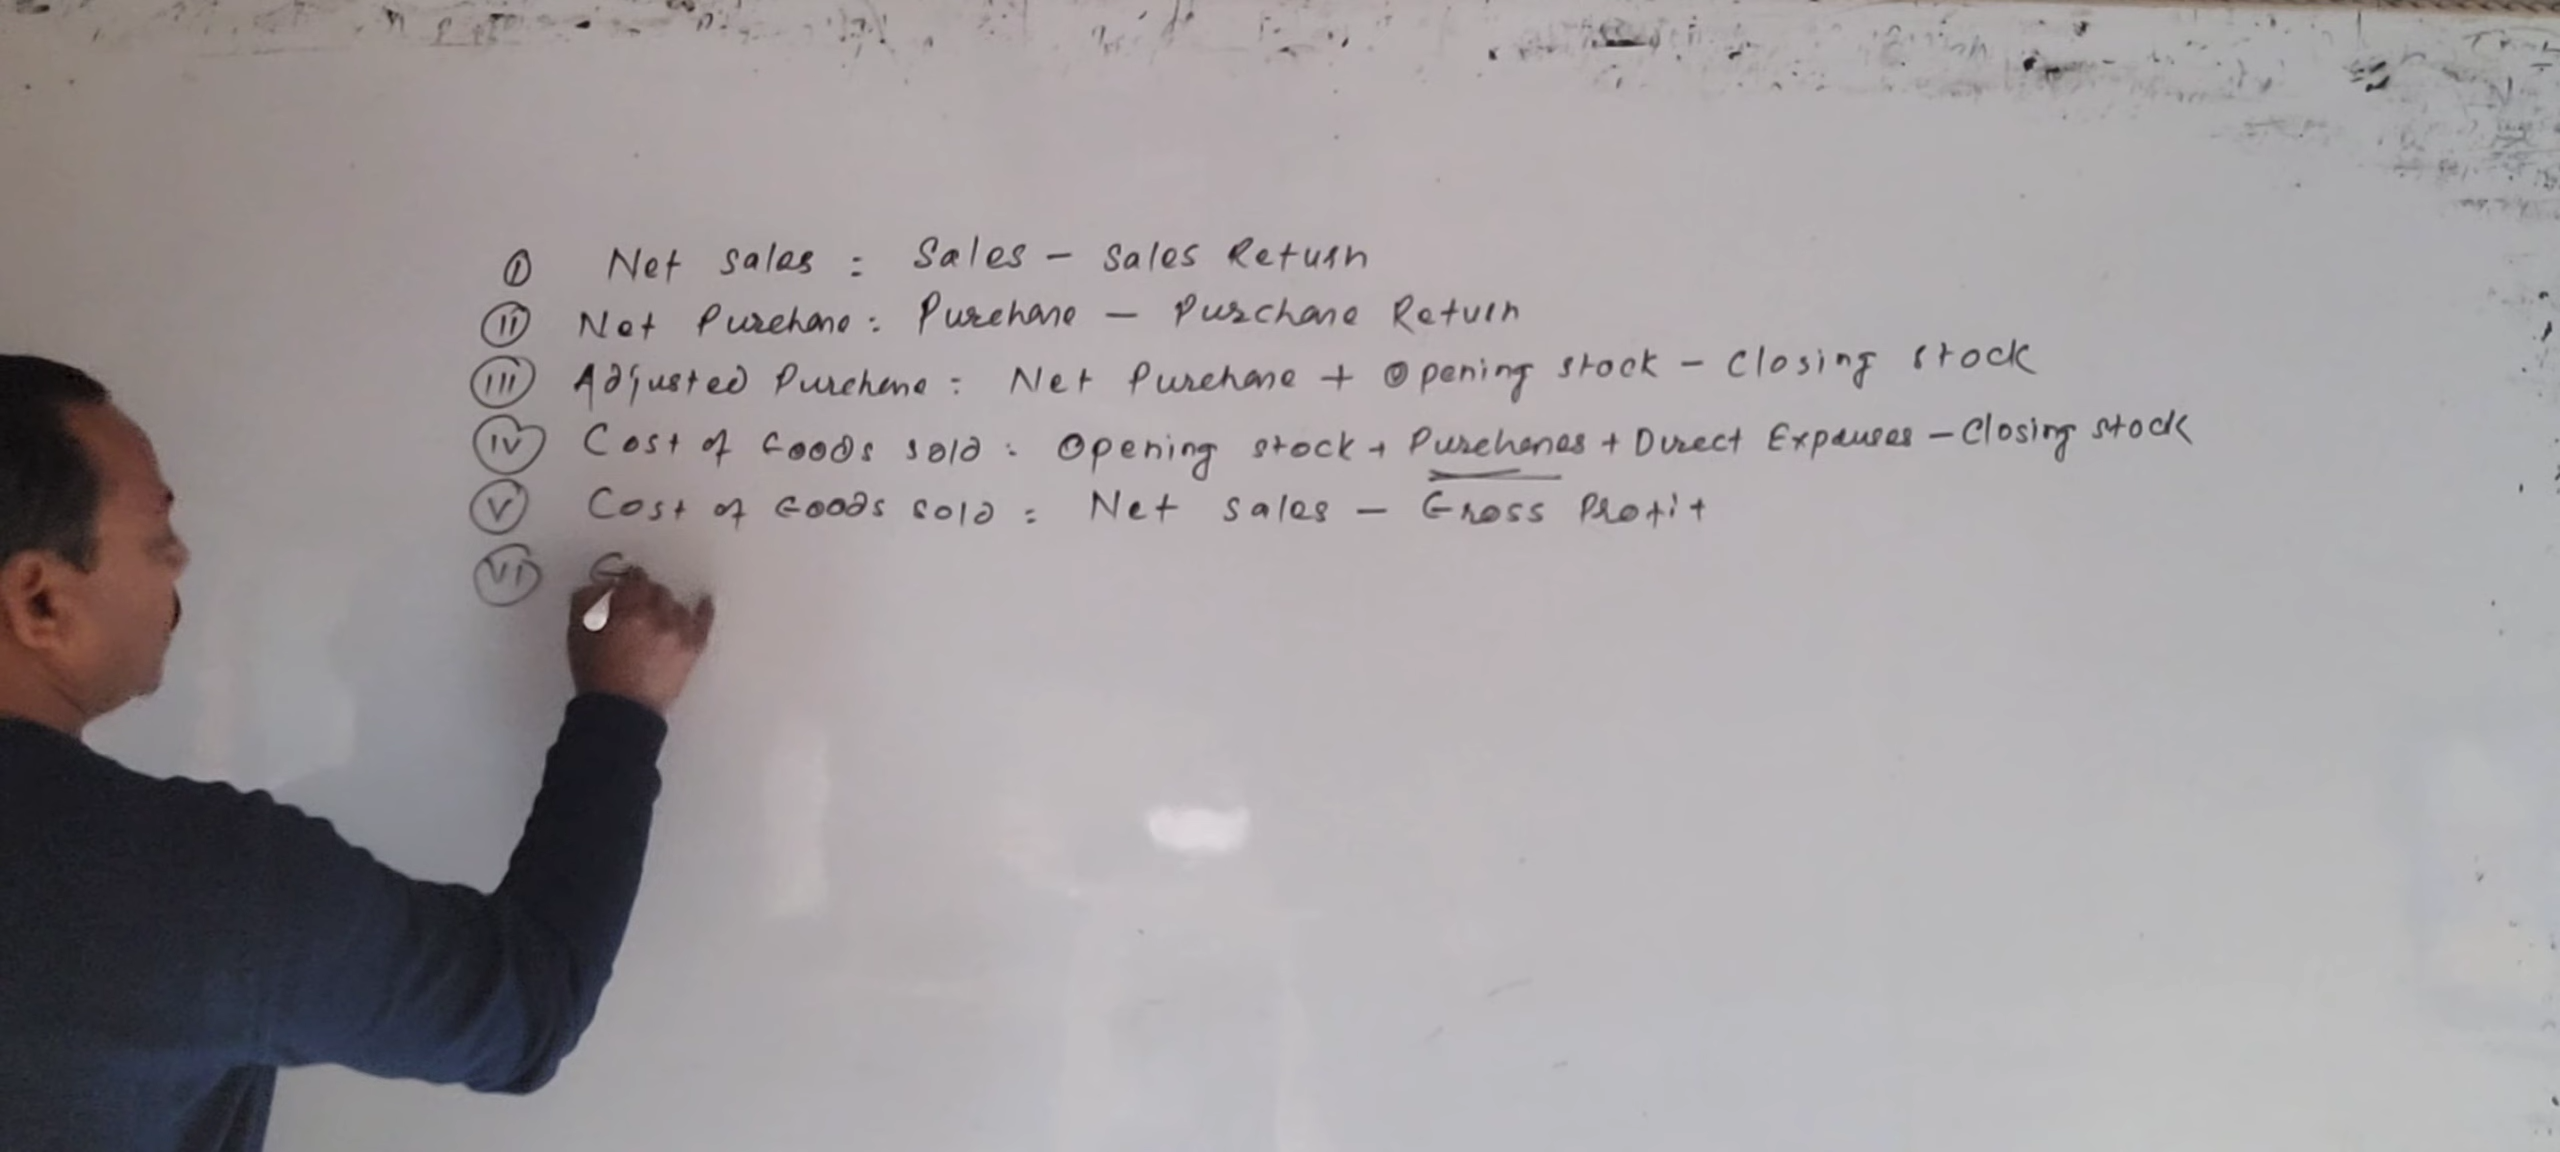 ① Net Sales = Sales - Sales Return
ⅱ Net Purchase = Purchase - Purchase Return
ⅲ Adjusted Purchase = Net Purchase + Opening Stock - Closing Stock
ⅳ Cost of Goods Sold = Opening Stock + Purchases + Direct Expenses - Closing Stock
ⅴ Cost of Goods Sold = Net Sales - Gross Profit
ⅵ G